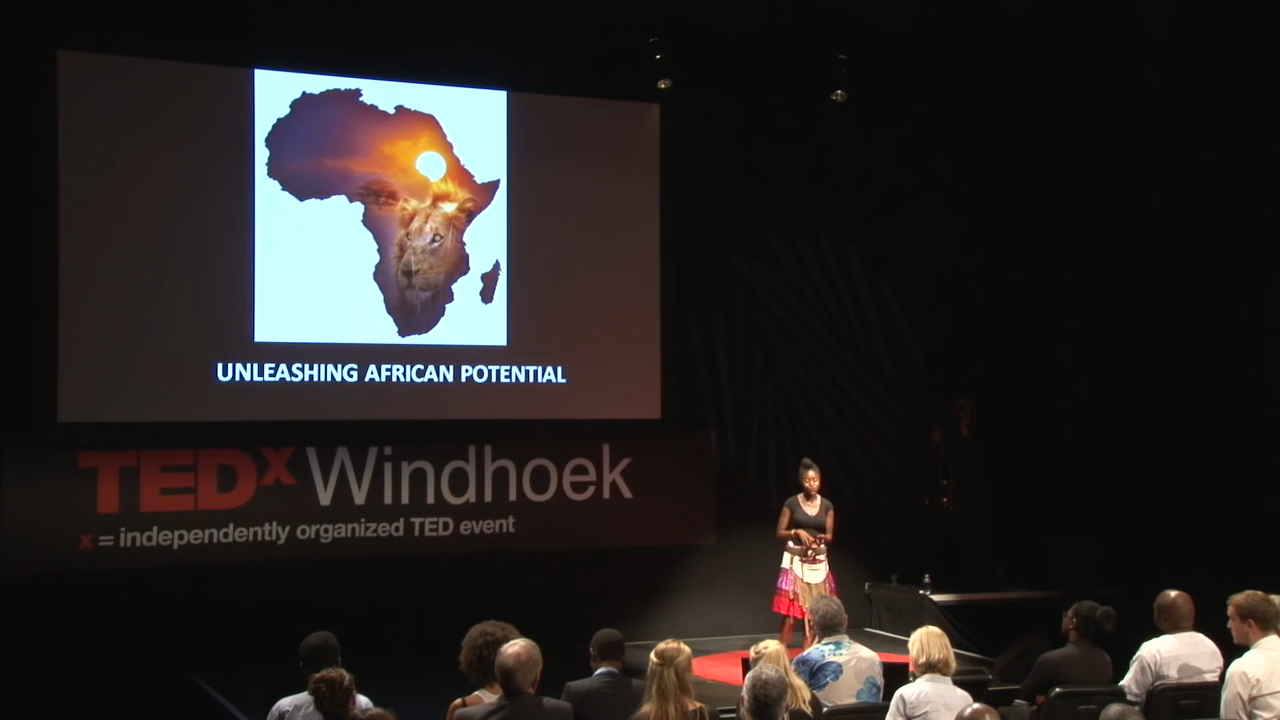 UNLEASHING AFRICAN POTENTIAL
TEDx Windhoek
x = independently organized TED event